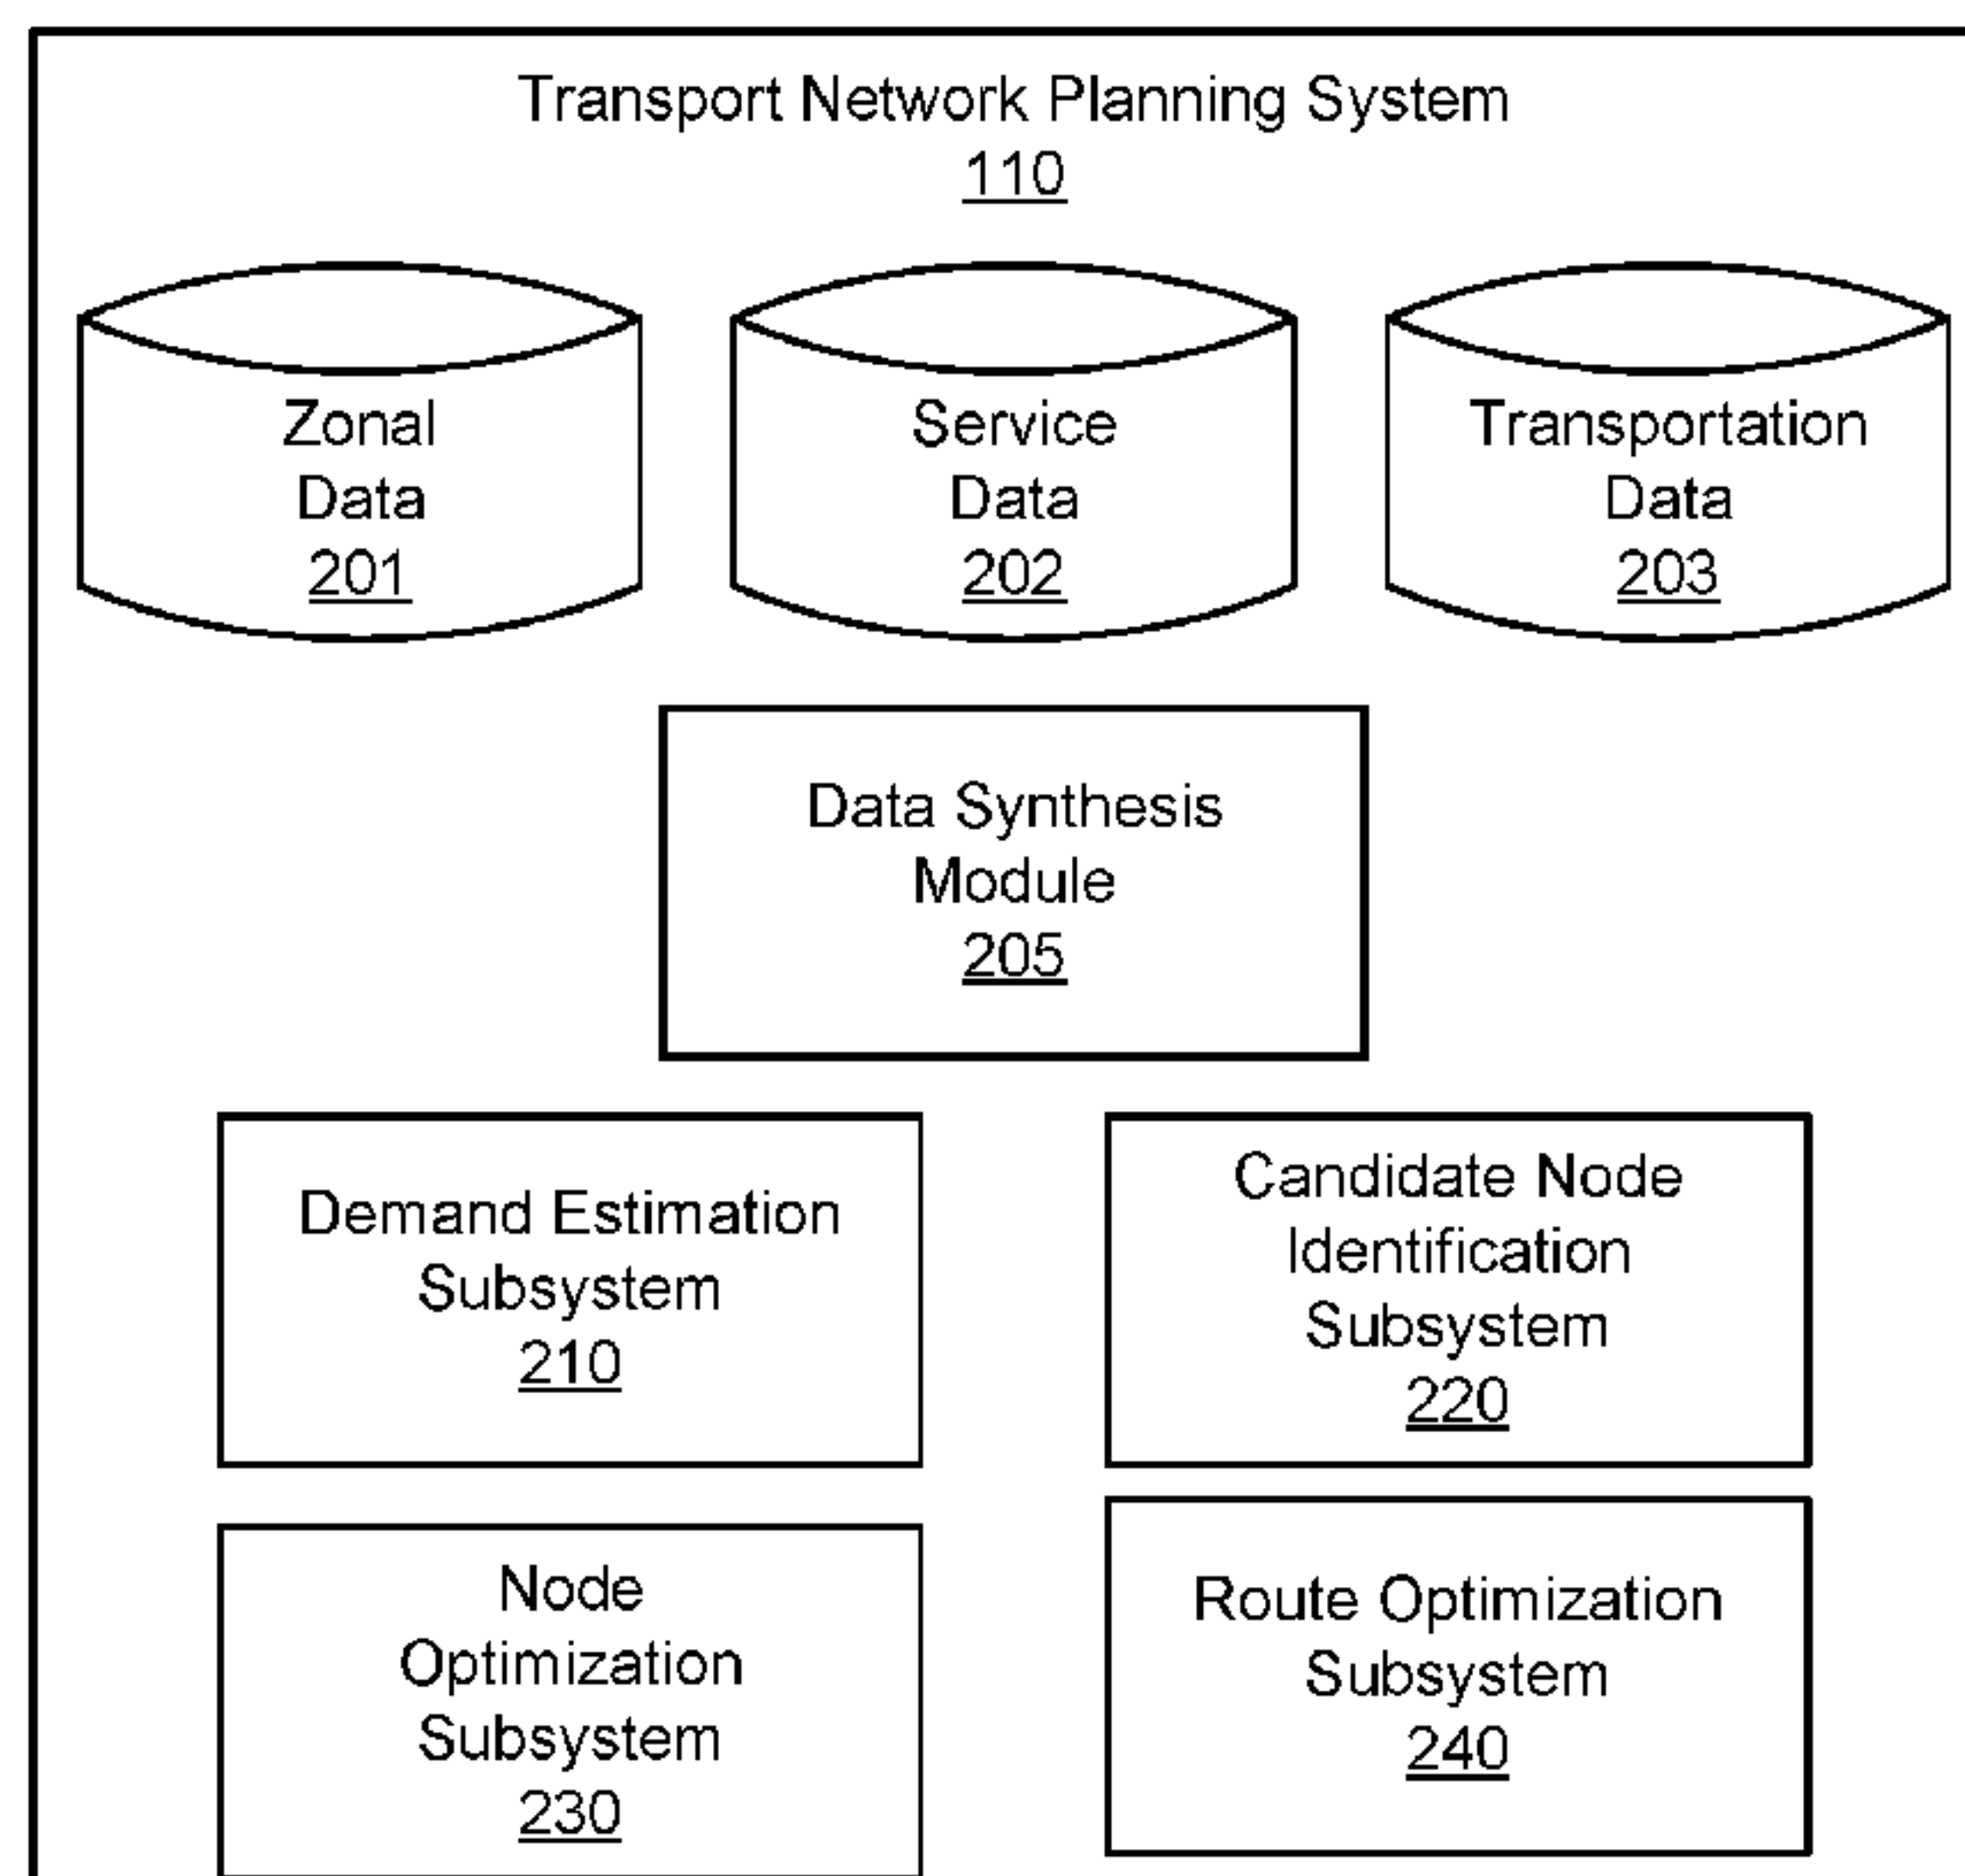 Transport Network Planning System
110
Zonal
Data
201
Service
Data
202
Transportation
Data
203
Data Synthesis
Module
205
Demand Estimation
Subsystem
210
Candidate Node
Identification
Subsystem
220
Node
Optimization
Subsystem
230
Route Optimization
Subsystem
240